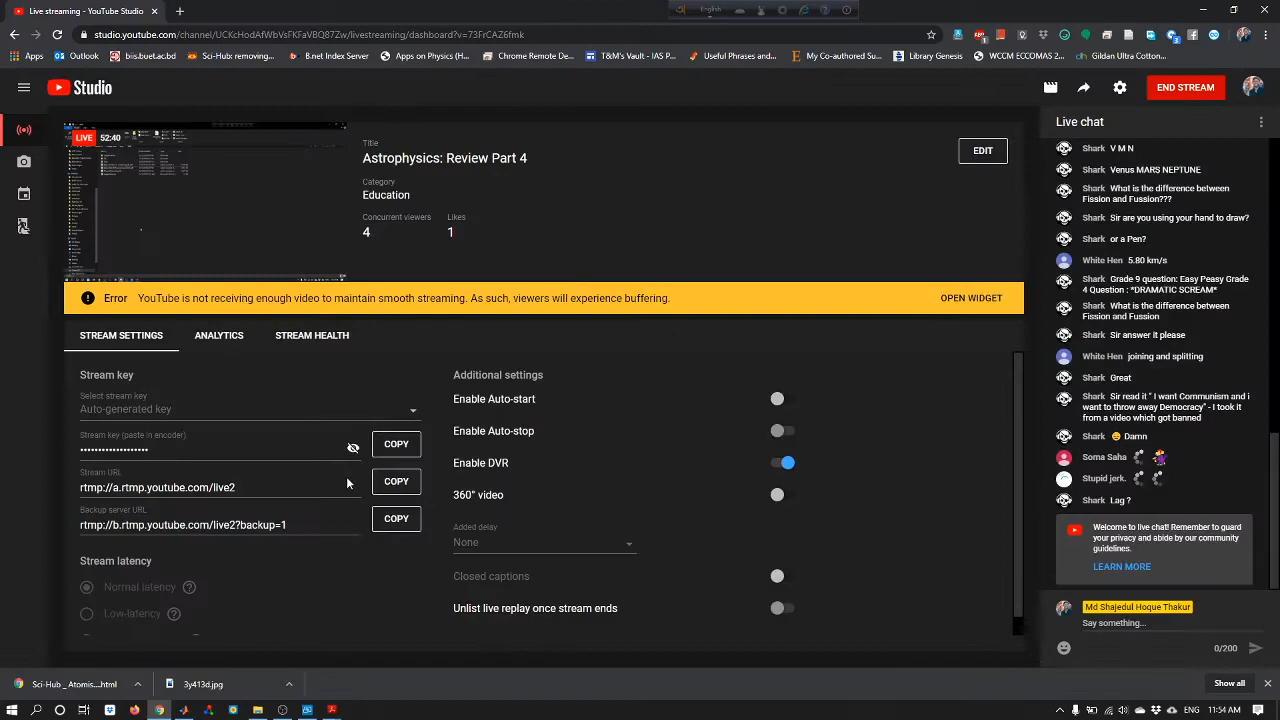 Live streaming - YouTube Studio
English
studio.youtube.com/channel/UCKcHodAfWbVsFKFaVBQ87Zw/livestreaming/dashboard?v=73FrCAZ6fmk
Apps Outlook bisbuetac.bd B.net Index Server Apps on Physics (Ge... Chrome Remote De... T&M's Vault - IAS P... Useful Phrases and... My Co-authored Su... Library Genesis WCCM ECCOMAS 2... Gildan Cultural Cen...
Studio
END STREAM
LIVE 52:40
Title
Astophysics: Review Part 4
EDIT
Category
Education
Concurrent viewers Likes
4 1
Error YouTube is not receiving enough video to maintain smooth streaming. As such, viewers will experience buffering. OPEN WIDGET
STREAM SETTINGS ANALYTICS STREAM HEALTH
Stream key
Select stream key
Auto-generated key
Stream key (paste in encoder)
COPY
Stream URL
rtmp://a.rtmp.youtube.com/live2
COPY
Backup server URL
rtmp://b.rtmp.youtube.com/live2?backup=1
COPY
Stream latency
Normal latency
Low-latency
Additional settings
Enable Auto-start
Enable Auto-stop
Enable DVR
360° video
Added delay
None
Closed captions
Unlist live replay once stream ends
Live chat
Shark V M N
Shark Venus MARS NEPTUNE
Shark What is the difference between
Fission and Fussion???
Shark Sir are you using your hand to draw?
Shark or a Pen?
White Hen 5.80 km/s
Shark Grade 9 question: Easy Peasy Grade
4 Question : *DRAMATIC SCREAM*
Shark What is the difference between
Fission and Fussion
Shark Sir answer it please
White Hen joining and splitting
Shark Great
Shark Sir read it " I want Communism and i
want to throw away Democracy" - I took it
from a video which got banned
Shark Damn
Soma Saha
Stupid jerk.
Shark Lag ?
Welcome to live chat! Remember to guard
your privacy and abide by our community
guidelines.
LEARN MORE
Md Shajedul Hoque Thakur
Say something...
0/200
Sci-Hub _ Atomis....html
3y413d.jpg
Show all
11:54 AM